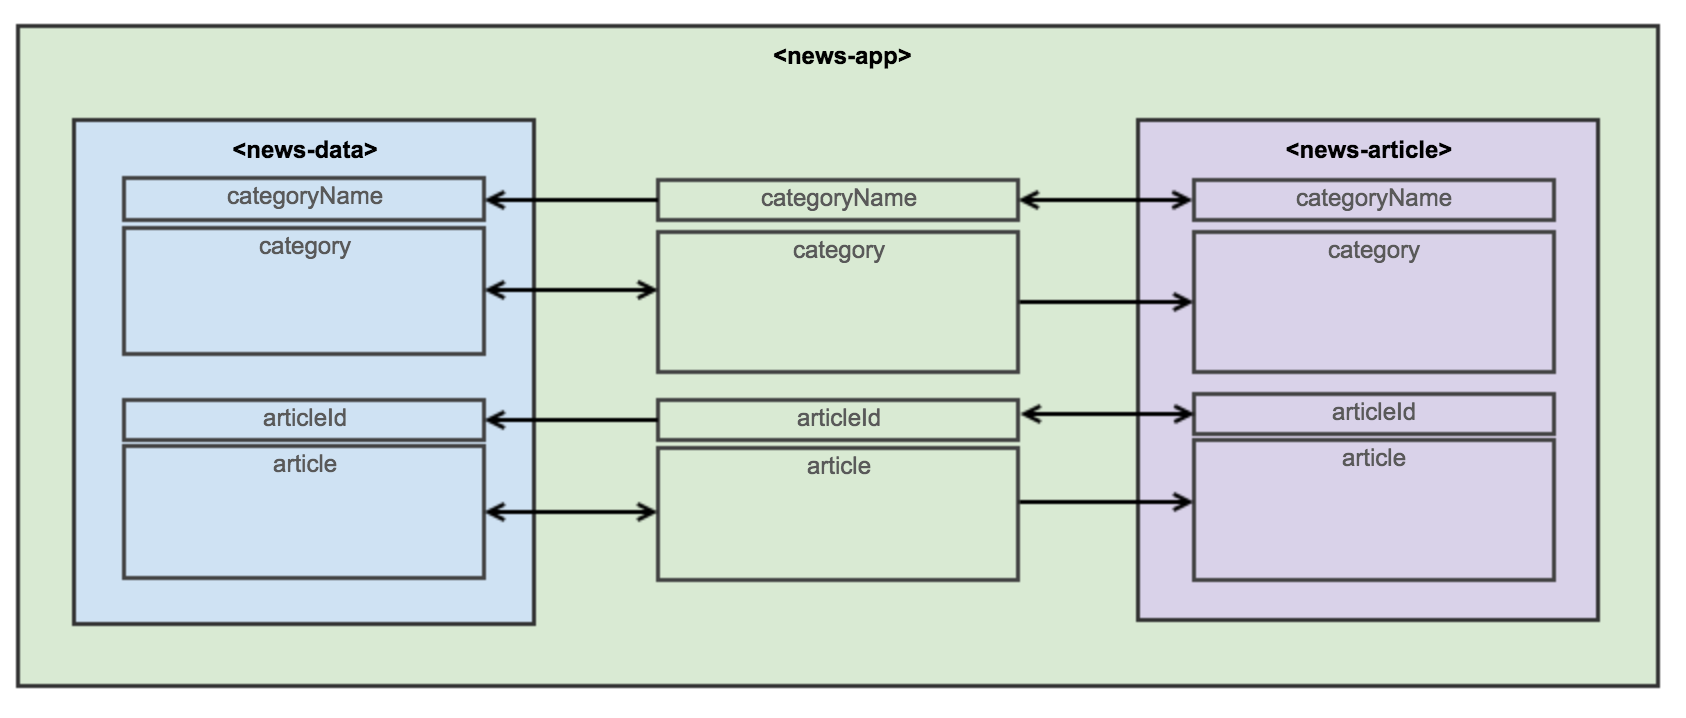 <news-app>
<news-data>
categoryName
category
articleId
article
categoryName
category
articleId
article
<news-article>
categoryName
category
articleId
article